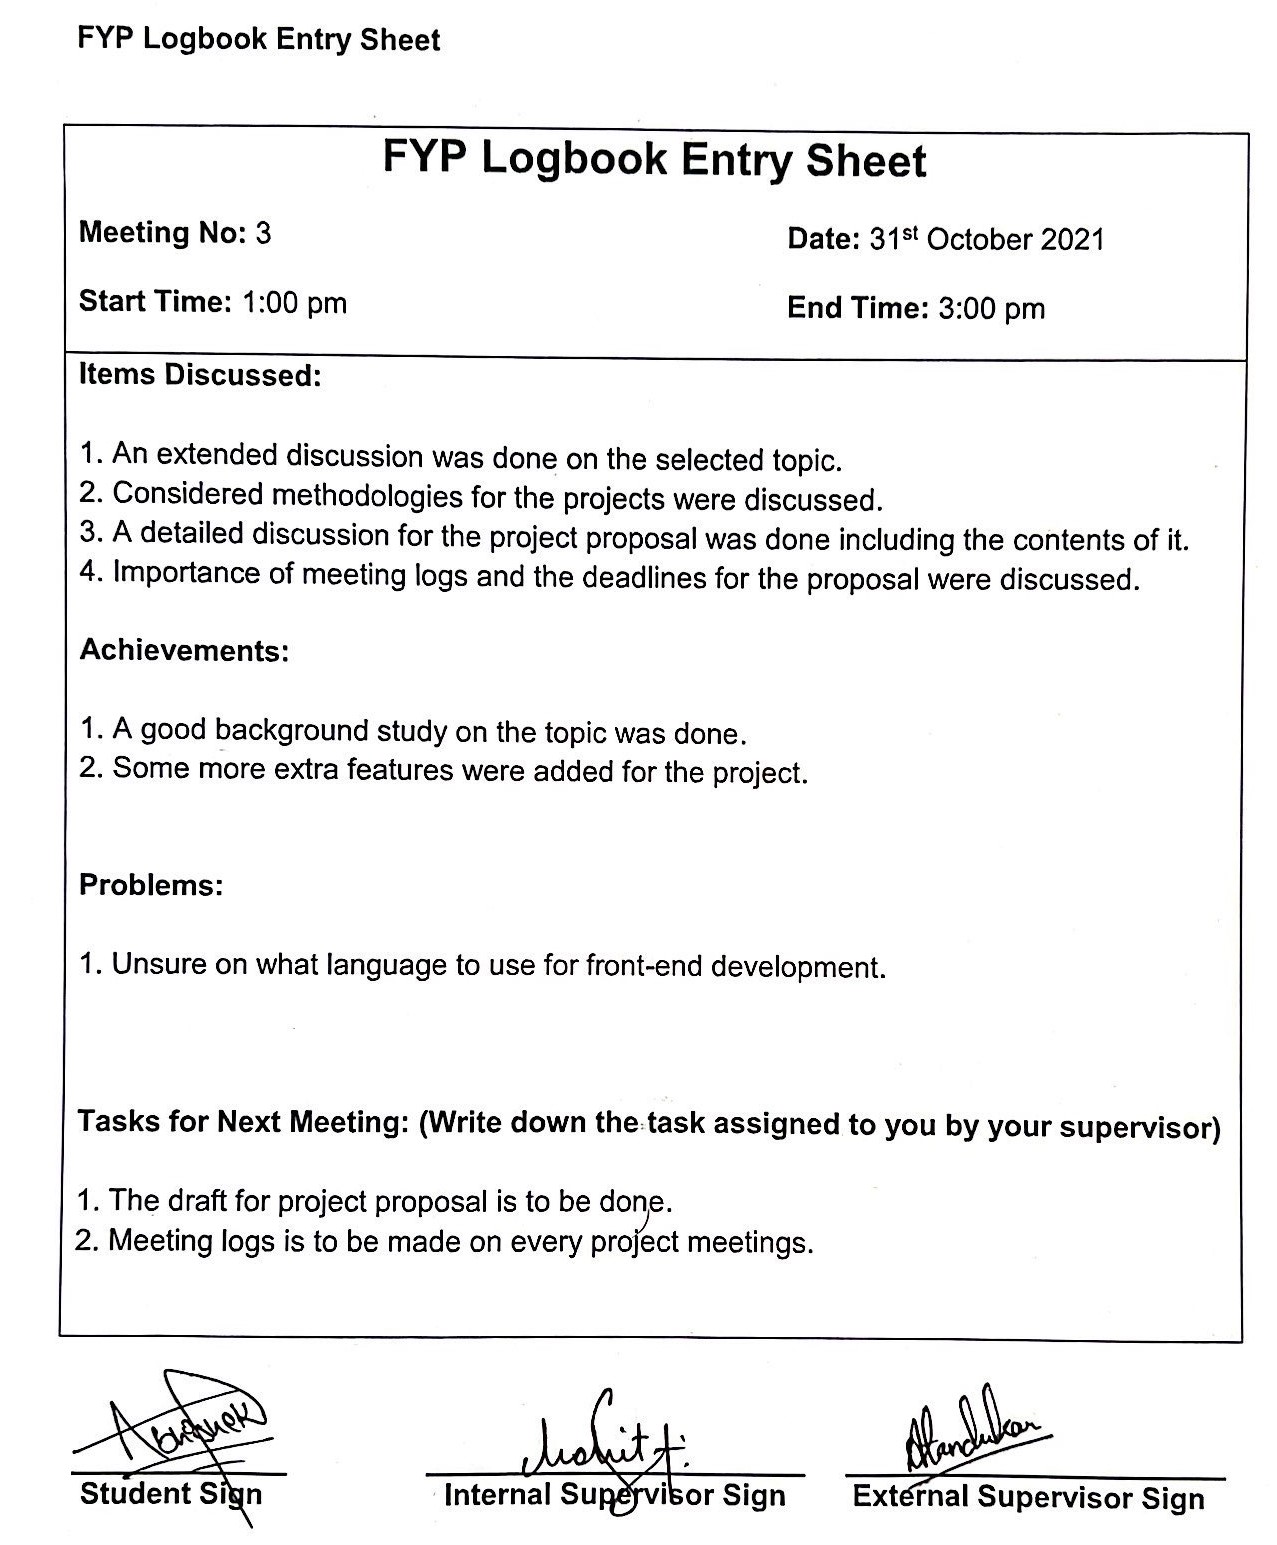 FYP Logbook Entry Sheet
FYP Logbook Entry Sheet
Meeting No: 3
Date: 31st October 2021
Start Time: 1:00 pm
End Time: 3:00 pm
Items Discussed:
1. An extended discussion was done on the selected topic.
2. Considered methodologies for the projects were discussed.
3. A detailed discussion for the project proposal was done including the contents of it.
4. Importance of meeting logs and the deadlines for the proposal were discussed.
Achievements:
1. A good background study on the topic was done.
2. Some more extra features were added for the project.
Problems:
1. Unsure on what language to use for front-end development.
Tasks for Next Meeting: (Write down the task assigned to you by your supervisor)
1. The draft for project proposal is to be done.
2. Meeting logs is to be made on every project meetings.
Abhishek
Student Sign
Internal Supervisor Sign
External Supervisor Sign